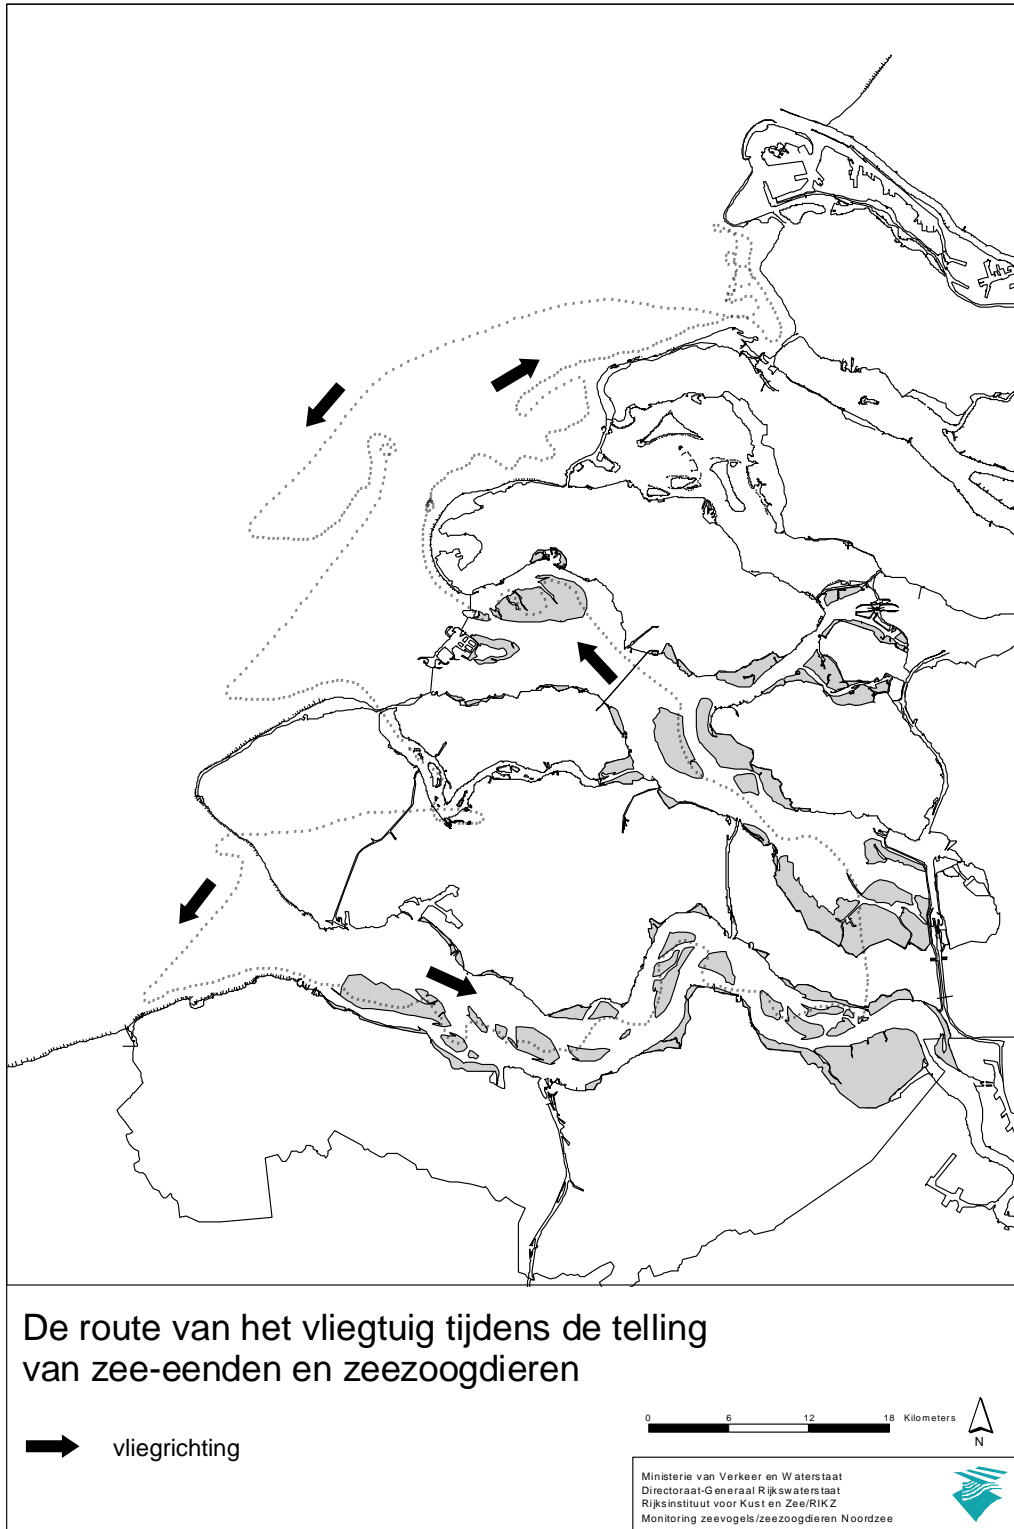 De route van het vliegtuig tijdens de telling
van zee-eenden en zeezoogdieren
vliegrichting
0 6 12 18 Kilometers
N
Ministerie van Verkeer en Waterstaat
Directoraat-Generaal Rijkswaterstaat
Rijksinstituut voor Kust en Zee/RIKZ
Monitoring zeevogels/zeezoogdieren Noordzee